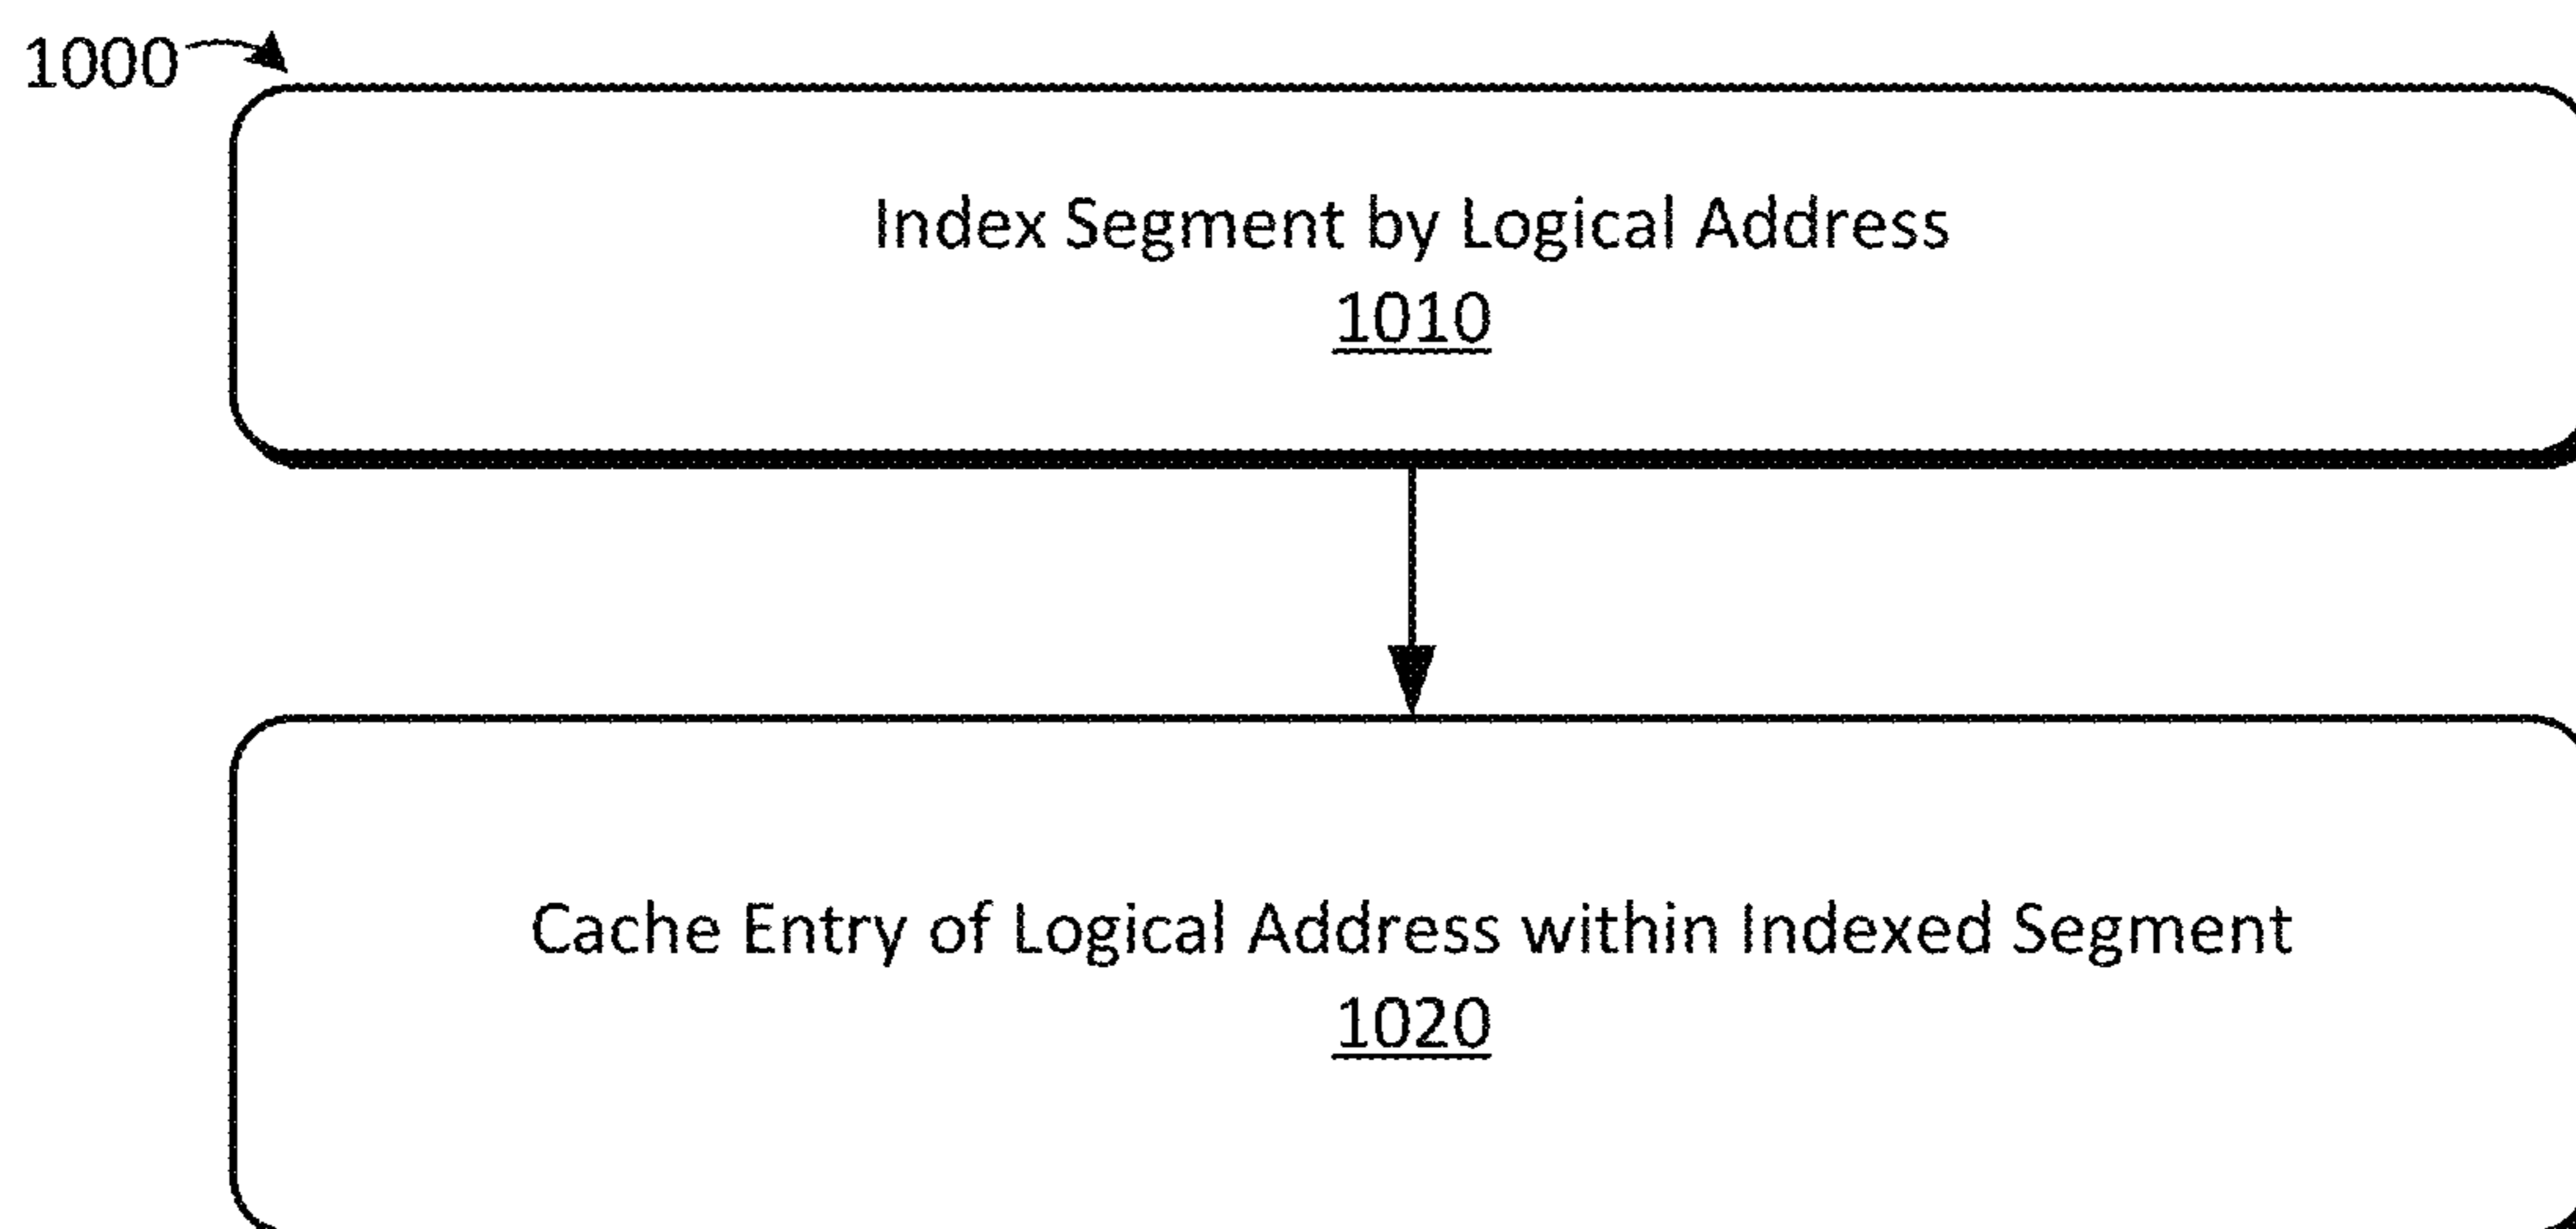 1000
Index Segment by Logical Address
1010
Cache Entry of Logical Address within Indexed Segment
1020